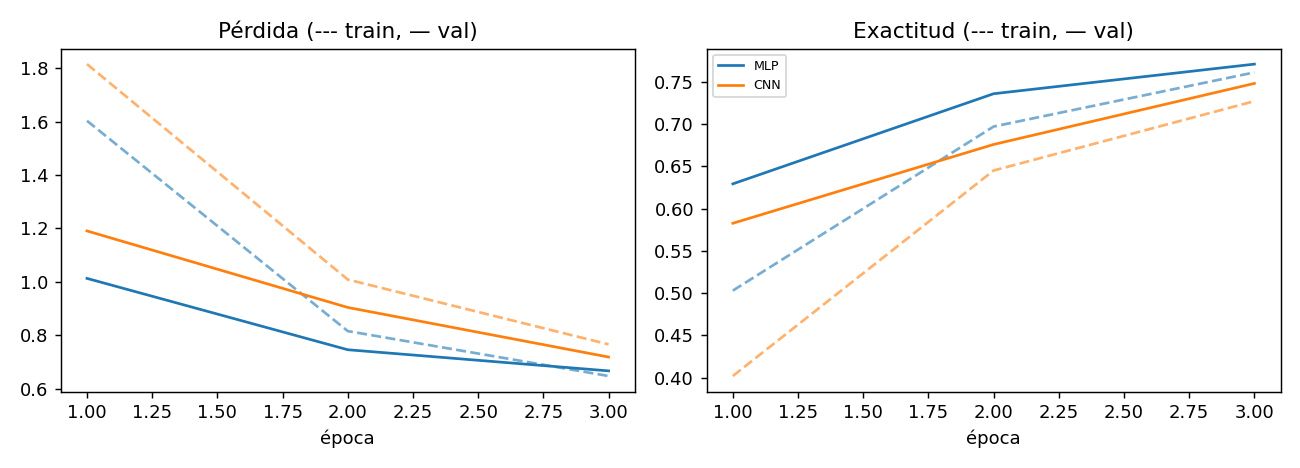 Pérdida (--- train, — val)
1.8
1.6
1.4
1.2
1.0
0.8
0.6
1.00 1.25 1.50 1.75 2.00 2.25 2.50 2.75 3.00
época
Exactitud (--- train, — val)
MLP
CNN
0.75
0.70
0.65
0.60
0.55
0.50
0.45
0.40
1.00 1.25 1.50 1.75 2.00 2.25 2.50 2.75 3.00
época